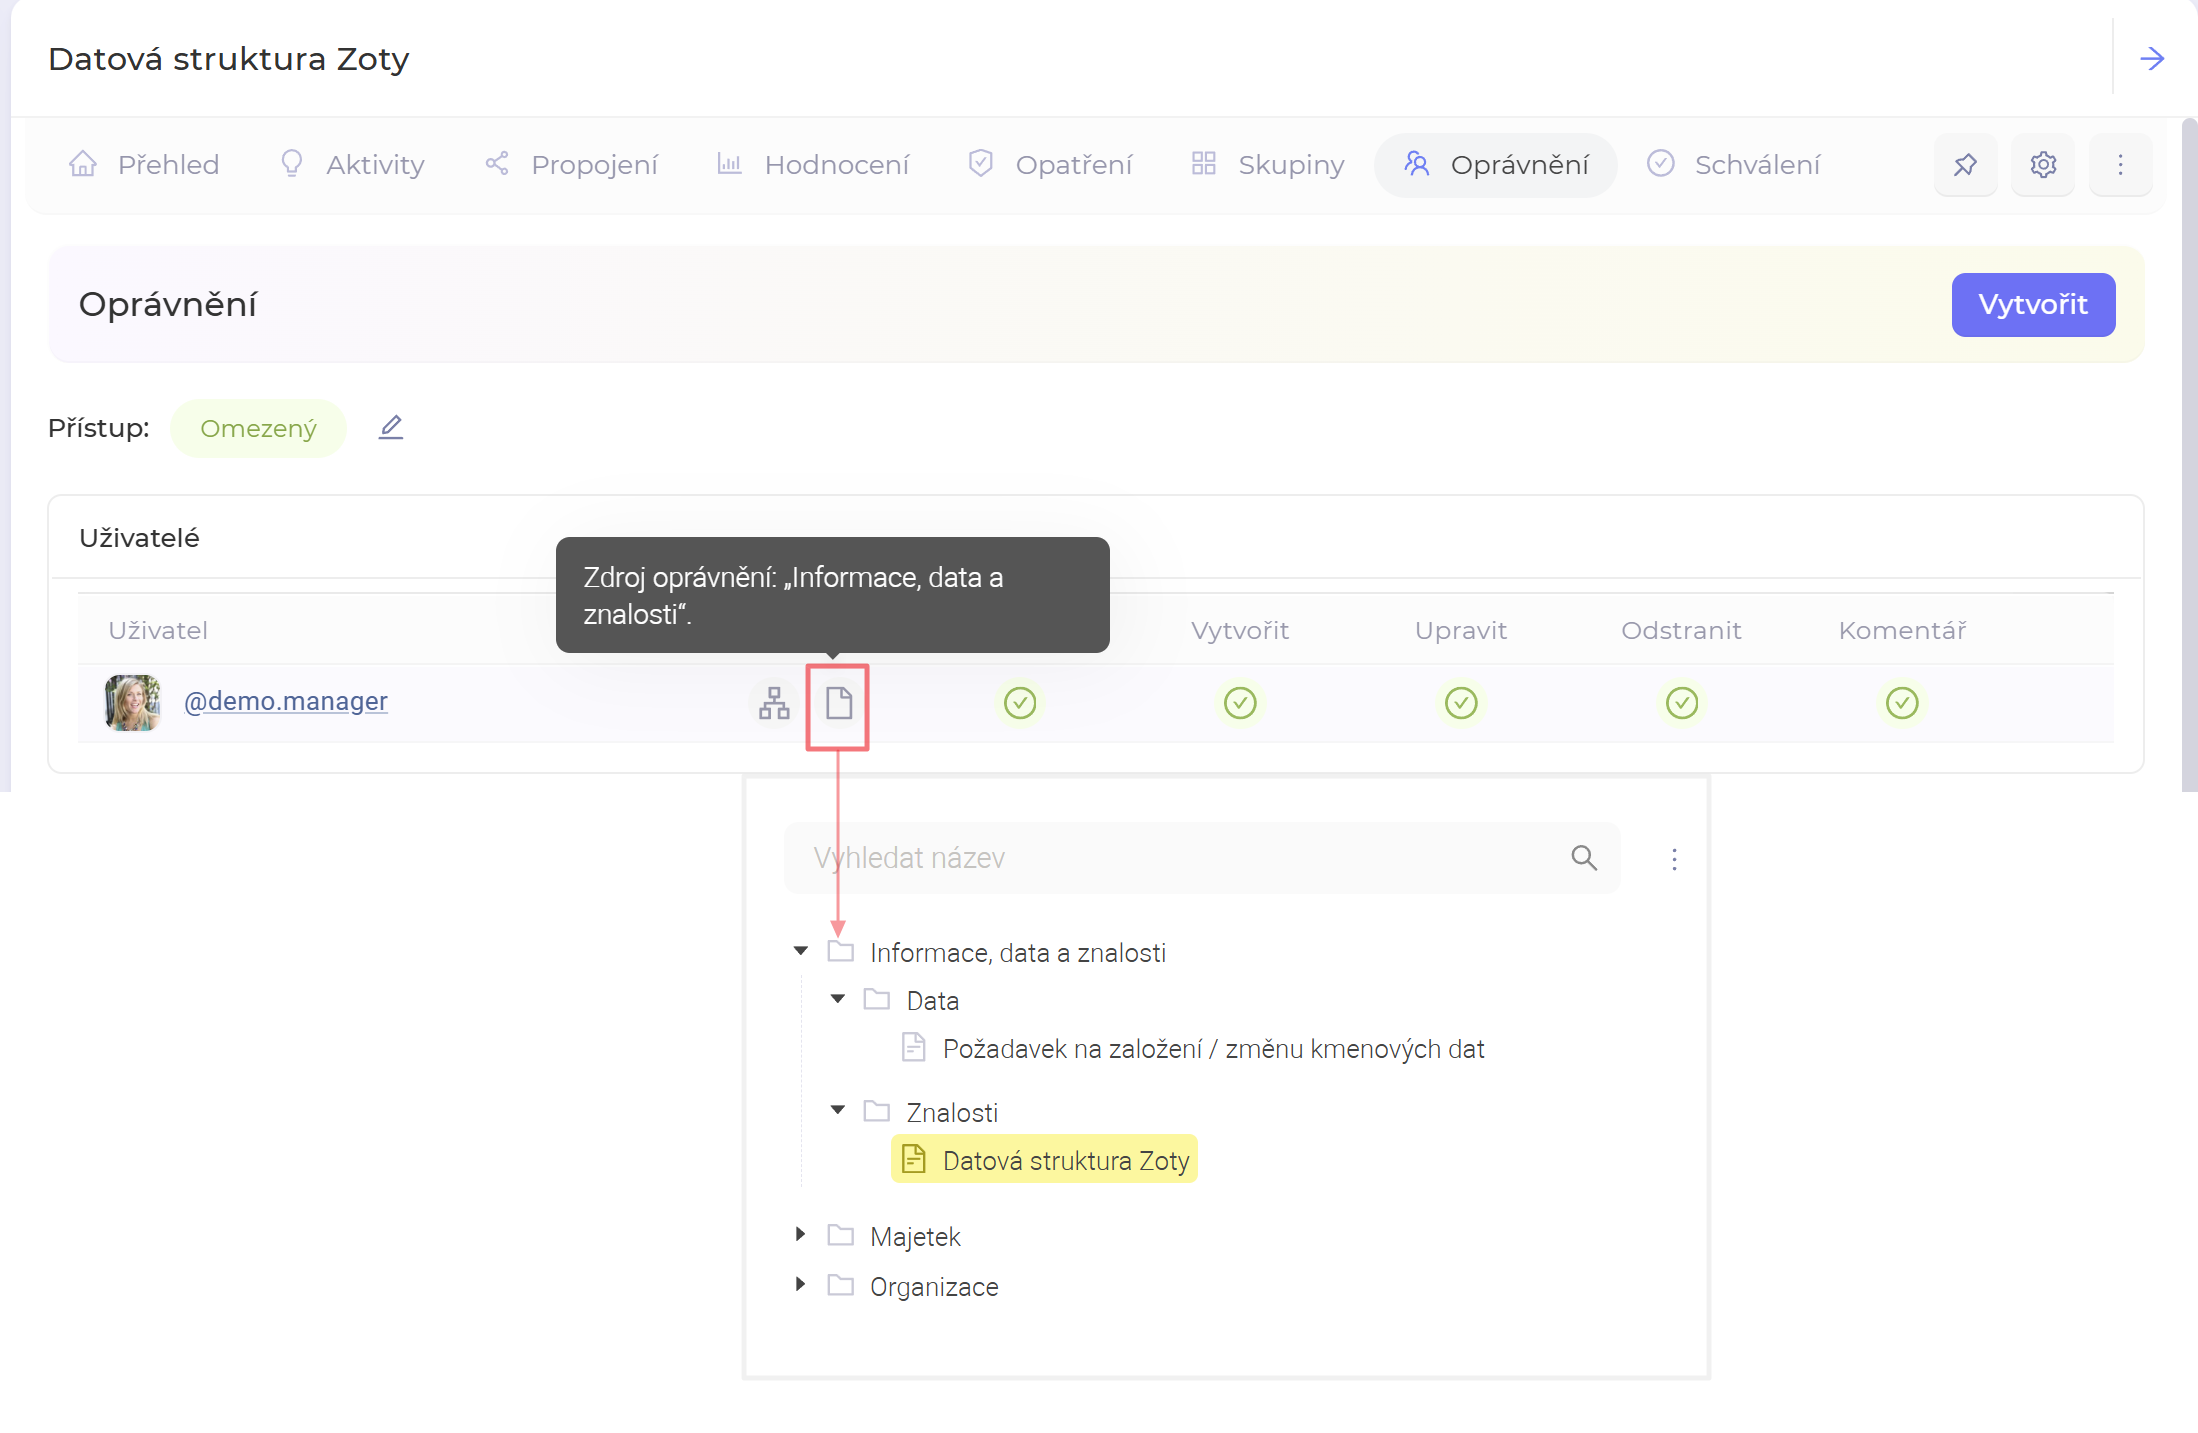 Datová struktura Zoty
Přehled
Aktivity
Propojení
Hodnocení
Opatření
Skupiny
Oprávnění
Schválení
Oprávnění
Vytvořit
Přístup:
Omezený
Uživatelé
Zdroj oprávnění: „Informace, data a
znalosti“.
Uživatel
Vytvořit
Upravit
Odstranit
Komentář
@demo.manager
Vyhledat název
Informace, data a znalosti
Data
Požadavek na založení / změnu kmenových dat
Znalosti
Datová struktura Zoty
Majetek
Organizace